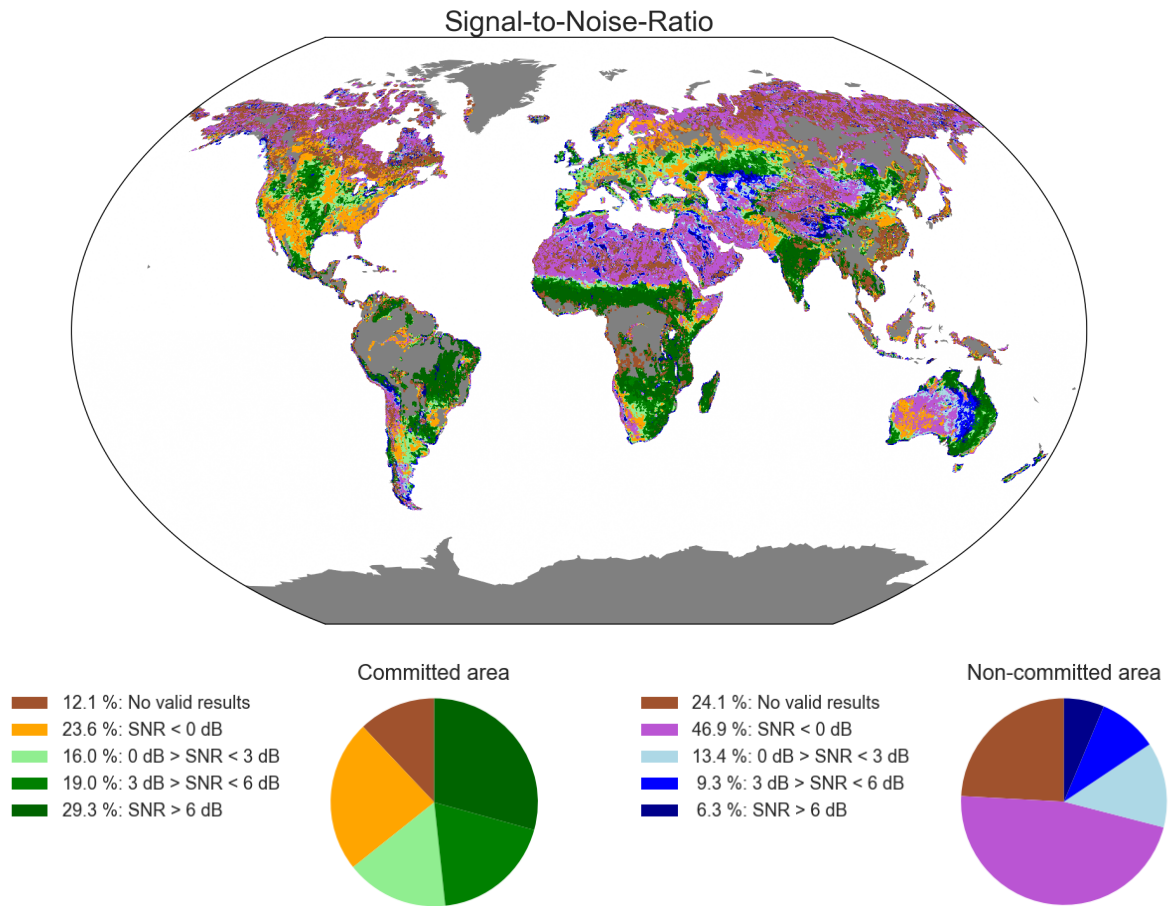 Signal-to-Noise-Ratio
Committed area
12.1 %: No valid results
23.6 %: SNR < 0 dB
16.0 %: 0 dB > SNR < 3 dB
19.0 %: 3 dB > SNR < 6 dB
29.3 %: SNR > 6 dB
Non-committed area
24.1 %: No valid results
46.9 %: SNR < 0 dB
13.4 %: 0 dB > SNR < 3 dB
9.3 %: 3 dB > SNR < 6 dB
6.3 %: SNR > 6 dB